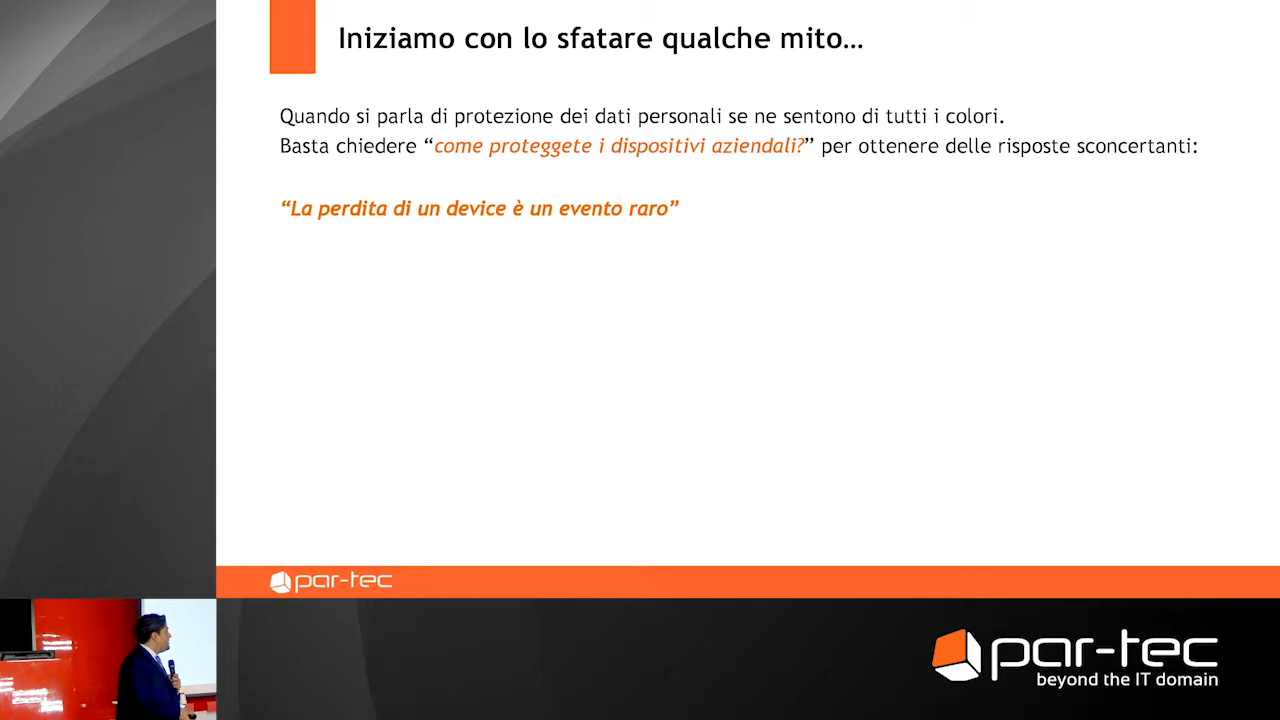 Iniziamo con lo sfatare qualche mito…
Quando si parla di protezione dei dati personali se ne sentono di tutti i colori.
Basta chiedere “come proteggete i dispositivi aziendali?” per ottenere delle risposte sconcertanti:
“La perdita di un device è un evento raro”
par-tec
par-tec
beyond the IT domain